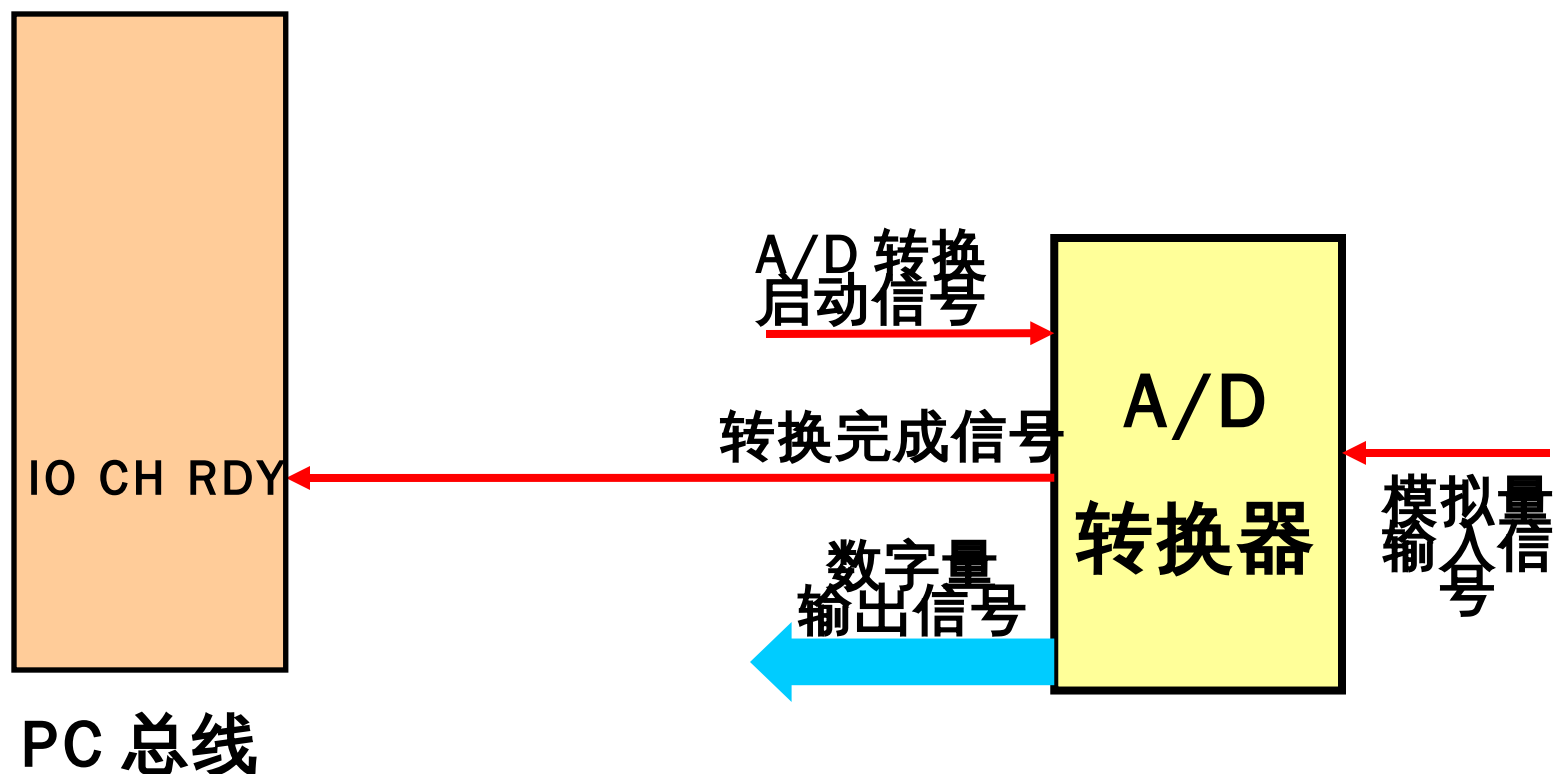 A/D 转换
启动信号
A/D
转换器
转换完成信号
IO CH RDY
模拟量
输入信
号
数字量
输出信号
PC 总线